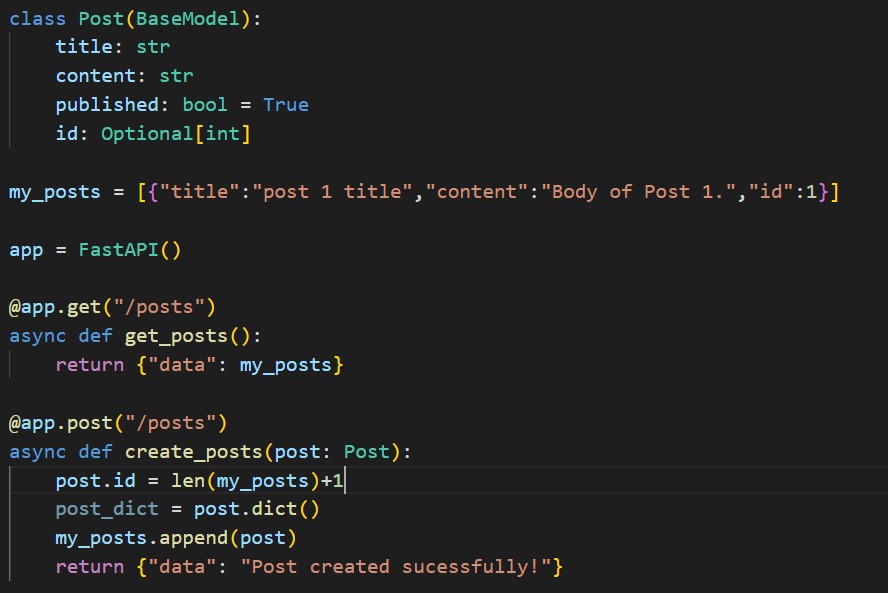 class Post(BaseModel):
    title: str
    content: str
    published: bool = True
    id: Optional[int]

my_posts = [{"title":"post 1 title","content":"Body of Post 1.","id":1}]

app = FastAPI()

@app.get("/posts")
async def get_posts():
    return {"data": my_posts}

@app.post("/posts")
async def create_posts(post: Post):
    post.id = len(my_posts)+1
    post_dict = post.dict()
    my_posts.append(post)
    return {"data": "Post created sucessfully!"}